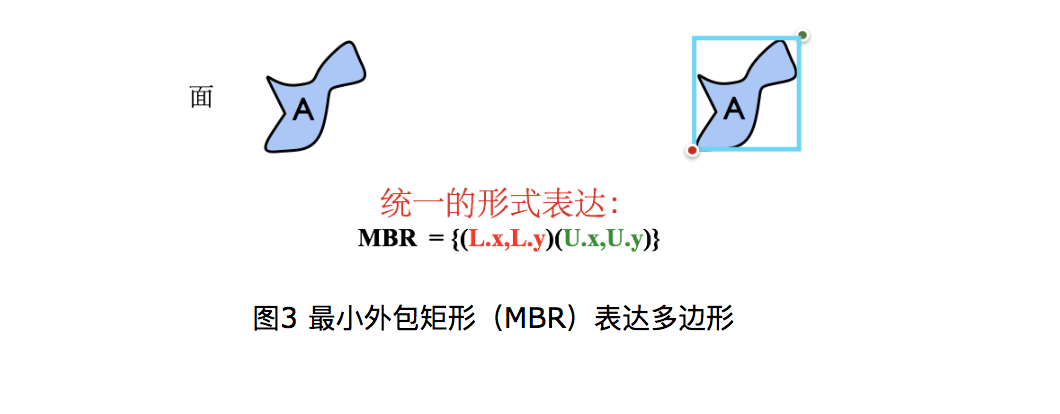 面
A
A
统一的形式表达:
MBR = {(L.x,L.y)(U.x,U.y)}
图3 最小外包矩形（MBR）表达多边形